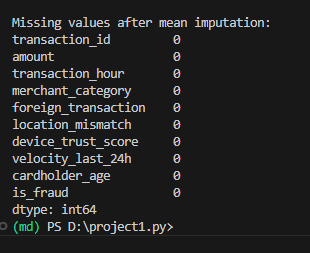 Missing values after mean imputation:
transaction_id 0
amount 0
transaction_hour 0
merchant_category 0
foreign_transaction 0
location_mismatch 0
device_trust_score 0
velocity_last_24h 0
cardholder_age 0
is_fraud 0
dtype: int64
(md) PS D:\project1.py>